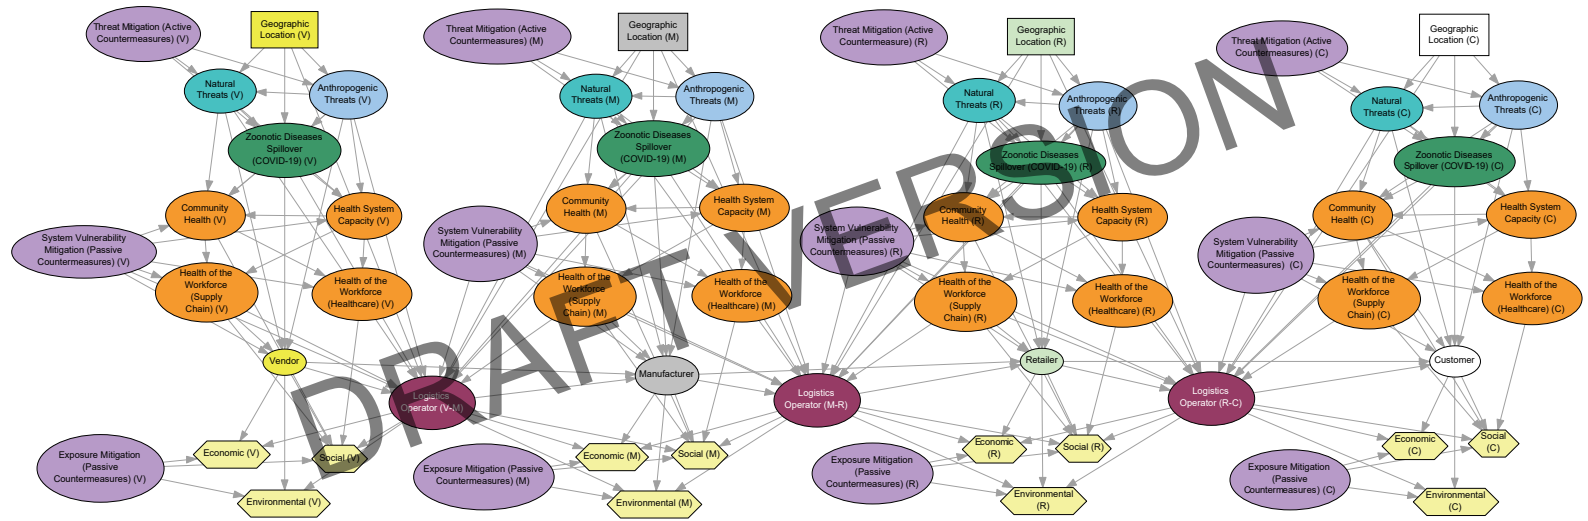 Threat Mitigation (Active
Countermeasures) (V)
Geographic
Location (V)
Natural
Threats (V)
Anthropogenic
Threats (V)
Zoonotic Diseases
Spillover
(COVID-19) (V)
Community
Health (V)
Health System
Capacity (V)
System Vulnerability
Mitigation (Passive
Countermeasures) (V)
Health of the
Workforce
(Supply
Chain) (V)
Health of the
Workforce
(Healthcare) (V)
Vendor
Logistics
Operator (V-M)
Economic (V)
Social (V)
Exposure Mitigation
(Passive
Countermeasures) (V)
Environmental (V)
Threat Mitigation (Active
Countermeasures) (M)
Geographic
Location (M)
Natural
Threats (M)
Anthropogenic
Threats (M)
Zoonotic Diseases
Spillover
(COVID-19) (M)
Community
Health (M)
Health System
Capacity (M)
System Vulnerability
Mitigation (Passive
Countermeasures) (M)
Health of the
Workforce
(Supply
Chain) (M)
Health of the
Workforce
(Healthcare) (M)
Manufacturer
Logistics
Operator (M-R)
Economic (M)
Social (M)
Exposure Mitigation (Passive
Countermeasures) (M)
Environmental (M)
Threat Mitigation (Active
Countermeasure) (R)
Geographic
Location (R)
Natural
Threats (R)
Anthropogenic
Threats (R)
Zoonotic Diseases
Spillover (COVID-19) (R)
Community
Health (R)
Health System
Capacity (R)
System Vulnerability
Mitigation (Passive
Countermeasures)
(R)
Health of the
Workforce
(Supply
Chain) (R)
Health of the
Workforce
(Healthcare) (R)
Retailer
Logistics
Operator (R-C)
Economic
(R)
Social (R)
Exposure Mitigation
(Passive
Countermeasures) (R)
Environmental
(R)
Threat Mitigation (Active
Countermeasures) (C)
Geographic
Location (C)
Natural
Threats (C)
Anthropogenic
Threats (C)
Zoonotic Diseases
Spillover (COVID-19) (C)
Community
Health (C)
Health System
Capacity (C)
System Vulnerability
Mitigation (Passive
Countermeasures)
(C)
Health of the
Workforce
(Supply
Chain) (C)
Health of the
Workforce
(Healthcare) (C)
Customer
Economic
(C)
Social
(C)
Exposure Mitigation
(Passive
Countermeasures) (C)
Environmental
(C)
DRAFT VERSION